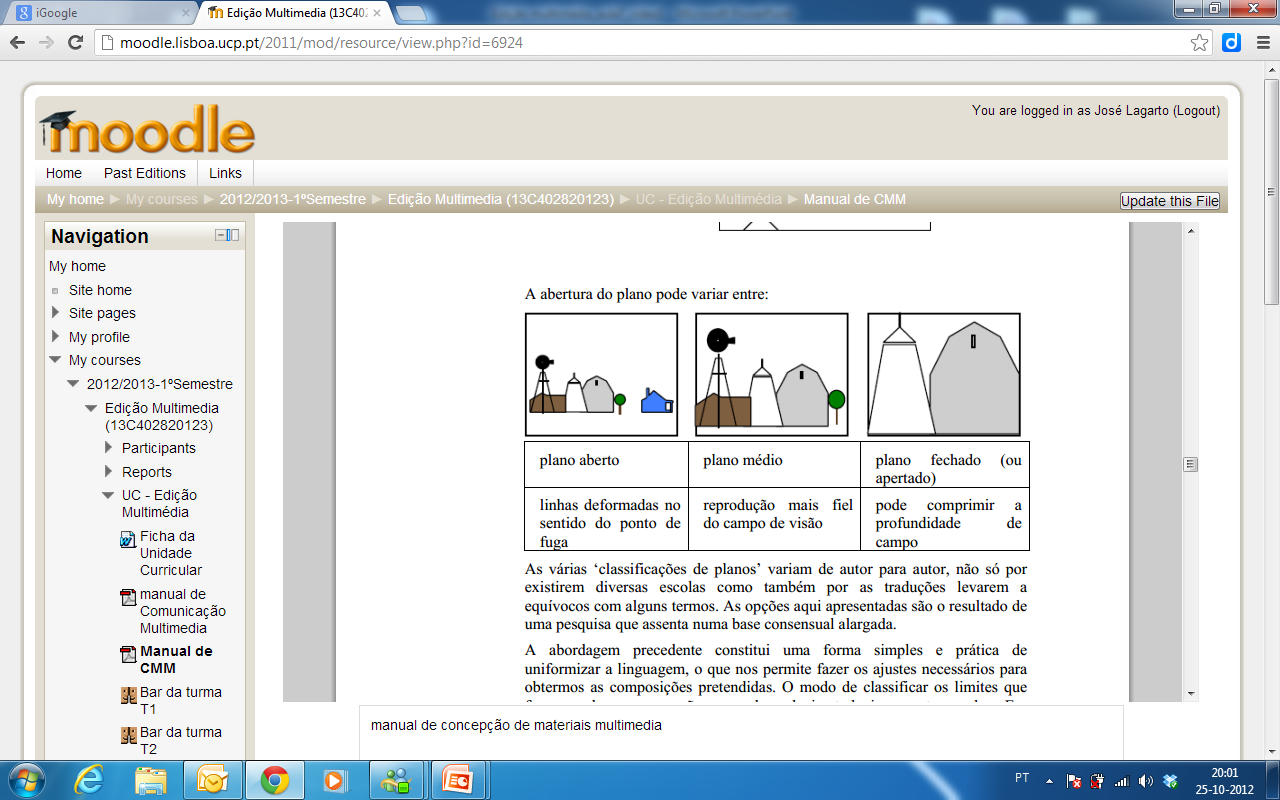 iGoogle
Edição Multimedia (13C402
moodle.lisboa.ucp.pt/2011/mod/resource/view.php?id=6924
moodle
You are logged in as José Lagarto (Logout)
Home Past Editions Links
My home ► My courses ► 2012/2013-1ºSemestre ► Edição Multimedia (13C402820123) ► UC - Edição Multimédia ► Manual de CMM
Update this File
Navigation
My home
Site home
Site pages
My profile
My courses
2012/2013-1ºSemestre
Edição Multimedia
(13C402820123)
Participants
Reports
UC - Edição
Multimédia
Ficha da
Unidade
Curricular
manual de
Comunicação
Multimedia
Manual de
CMM
Bar da turma
T1
Bar da turma
T2
A abertura do plano pode variar entre:
plano aberto
plano médio
plano fechado (ou
apertado)
linhas deformadas no
sentido do ponto de
fuga
reprodução mais fiel
do campo de visão
pode comprimir a
profundidade de
campo
As várias ‘classificações de planos’ variam de autor para autor, não só por
existirem diversas escolas como também por as traduções levarem a
equívocos com alguns termos. As opções aqui apresentadas são o resultado de
uma pesquisa que assenta numa base consensual alargada.
A abordagem precedente constitui uma forma simples e prática de
uniformizar a linguagem, o que nos permite fazer os ajustes necessários para
obtermos as composições pretendidas. O modo de classificar os limites que
manual de concepção de materiais multimedia
PT
20:01
25-10-2012